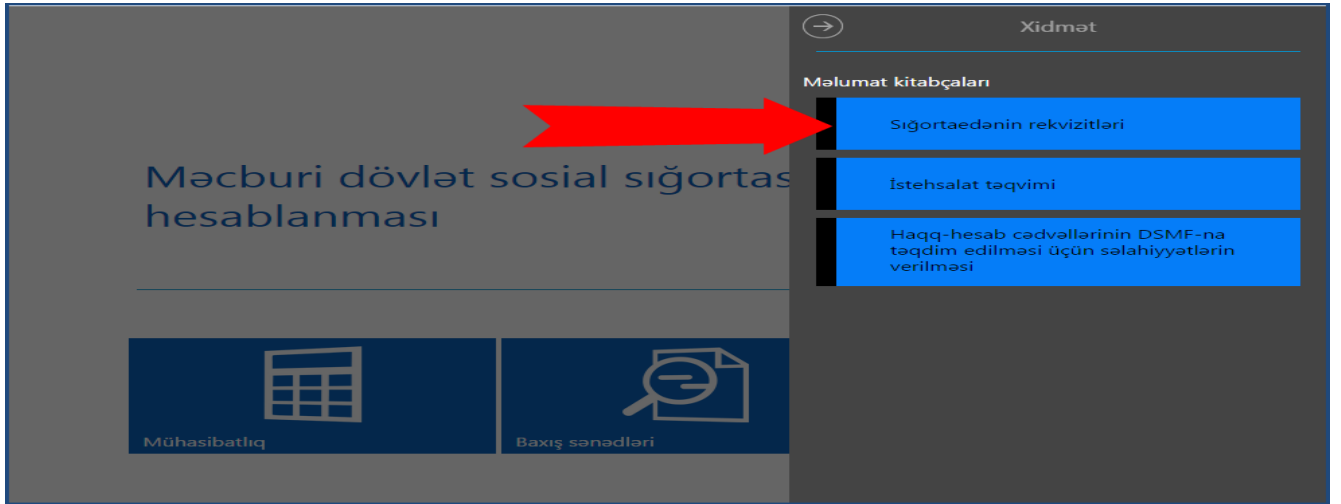 Xidmət
Məlumat kitabçaları
Sığortaedənin rekvizitləri
İstehsalat təqvimi
Haqq-hesab cədvəllərinin DSMF-na
təqdim edilməsi üçün səlahiyyətlərin
verilməsi
Məcburi dövlət sosial sığortas
hesablanması
Mühasibatlıq
Baxış sənədləri